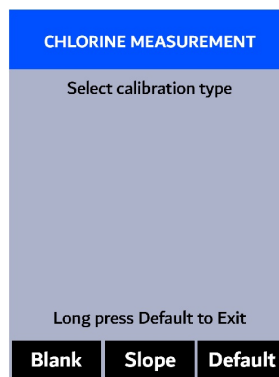 CHLORINE MEASUREMENT
Select calibration type
Long press Default to Exit
Blank Slope Default